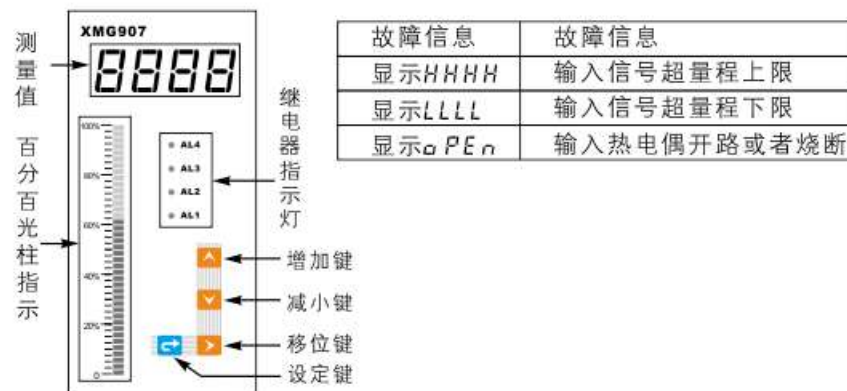 XMG907
8888
测量值
百分百光柱指示
100%
80%
60%
40%
20%
0
AL4
AL3
AL2
AL1
继电器指示灯
增加键
减小键
移位键
设定键
故障信息 故障信息
显示HHHH 输入信号超量程上限
显示LLLL 输入信号超量程下限
显示oPEn 输入热电偶开路或者烧断